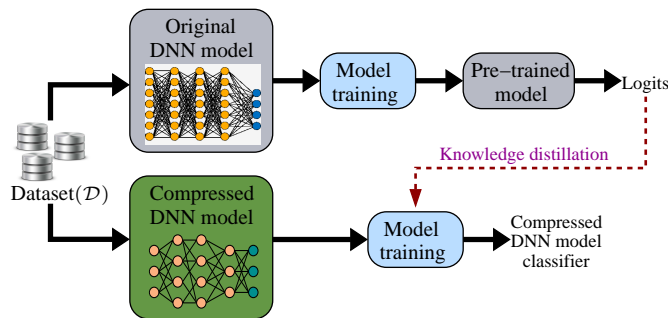 Original
DNN model
Model
training
Pre−trained
model
Logits
Knowledge distillation
Dataset(𝒟)
Compressed
DNN model
Model
training
Compressed
DNN model
classifier